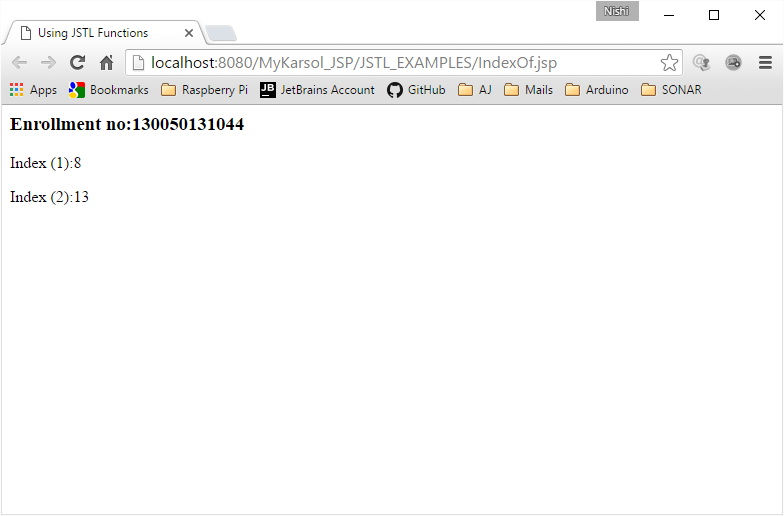 Nishi
Using JSTL Functions
localhost:8080/MyKarsol_JSP/JSTL_EXAMPLES/IndexOf.jsp
Apps Bookmarks Raspberry Pi JB JetBrains Account GitHub AJ Mails Arduino SONAR
Enrollment no:130050131044
Index (1):8
Index (2):13